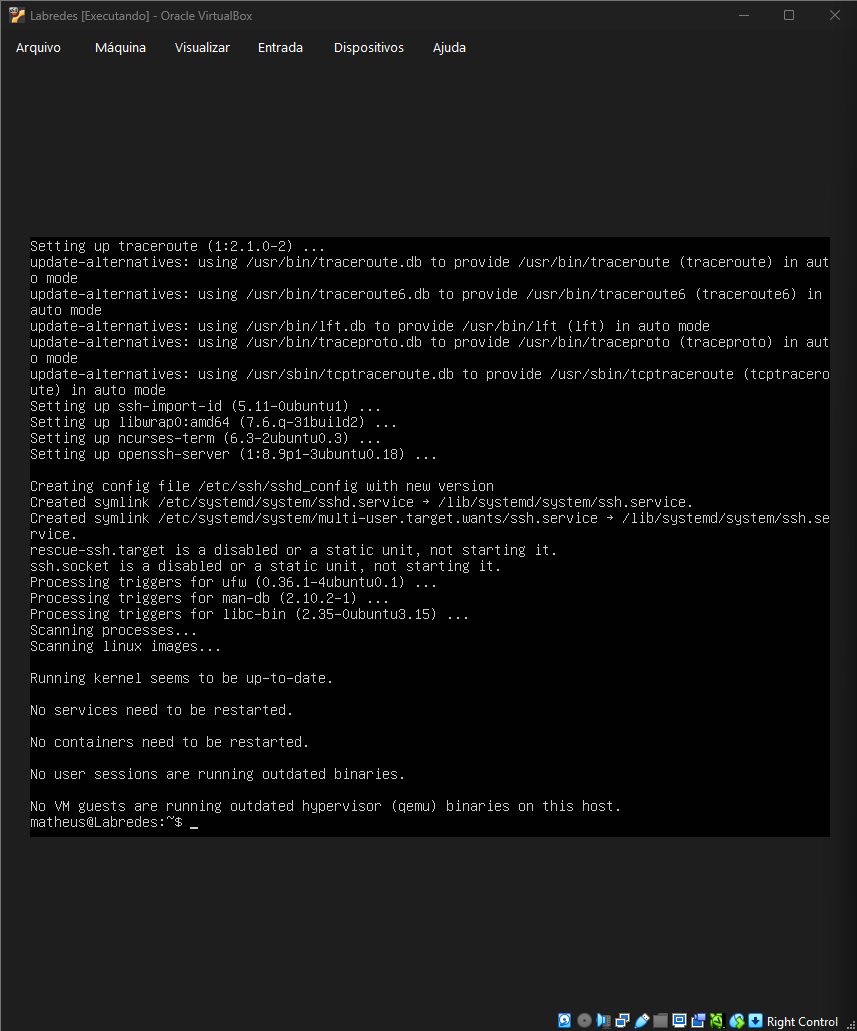 Labredes [Executando] - Oracle VirtualBox
Arquivo Máquina Visualizar Entrada Dispositivos Ajuda
Setting up traceroute (1:2.1.0-2) ...
update-alternatives: using /usr/bin/traceroute.db to provide /usr/bin/traceroute (traceroute) in aut
o mode
update-alternatives: using /usr/bin/traceroute6.db to provide /usr/bin/traceroute6 (traceroute6) in
auto mode
update-alternatives: using /usr/bin/lft.db to provide /usr/bin/lft (lft) in auto mode
update-alternatives: using /usr/bin/traceproto.db to provide /usr/bin/traceproto (traceproto) in aut
o mode
update-alternatives: using /usr/sbin/tcptraceroute.db to provide /usr/sbin/tcptraceroute (tcptracero
ute) in auto mode
Setting up ssh-import-id (5.11-0ubuntu1) ...
Setting up libwrap0:amd64 (7.6.q-31build2) ...
Setting up ncurses-term (6.3-2ubuntu0.3) ...
Setting up openssh-server (1:8.9p1-3ubuntu0.18) ...
Creating config file /etc/ssh/sshd_config with new version
Created symlink /etc/systemd/system/sshd.service → /lib/systemd/system/ssh.service.
Created symlink /etc/systemd/system/multi-user.target.wants/ssh.service → /lib/systemd/system/ssh.se
rvice.
rescue-ssh.target is a disabled or a static unit, not starting it.
ssh.socket is a disabled or a static unit, not starting it.
Processing triggers for ufw (0.36.1-4ubuntu0.1) ...
Processing triggers for man-db (2.10.2-1) ...
Processing triggers for libc-bin (2.35-0ubuntu3.15) ...
Scanning processes...
Scanning linux images...
Running kernel seems to be up-to-date.
No services need to be restarted.
No containers need to be restarted.
No user sessions are running outdated binaries.
No VM guests are running outdated hypervisor (qemu) binaries on this host.
matheus@Labredes:~$ _
Right Control